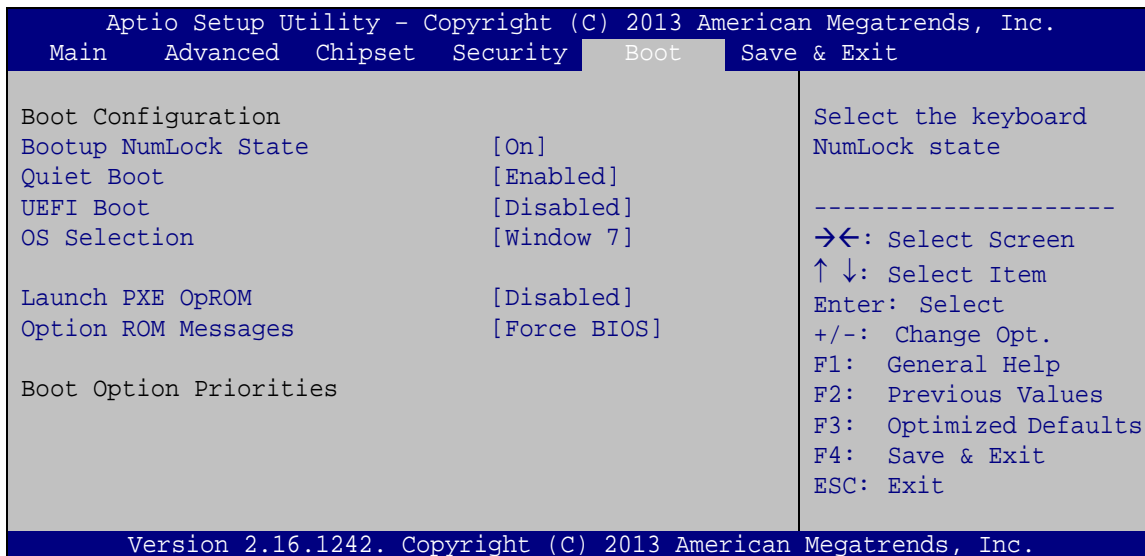 Aptio Setup Utility – Copyright (C) 2013 American Megatrends, Inc.
Main Advanced Chipset Security Boot Save & Exit
Boot Configuration
Bootup NumLock State [On]
Quiet Boot [Enabled]
UEFI Boot [Disabled]
OS Selection [Window 7]
Launch PXE OpROM [Disabled]
Option ROM Messages [Force BIOS]
Boot Option Priorities
Select the keyboard
NumLock state
---------------------
→←: Select Screen
↑ ↓: Select Item
Enter: Select
+/-: Change Opt.
F1: General Help
F2: Previous Values
F3: Optimized Defaults
F4: Save & Exit
ESC: Exit
Version 2.16.1242. Copyright (C) 2013 American Megatrends, Inc.